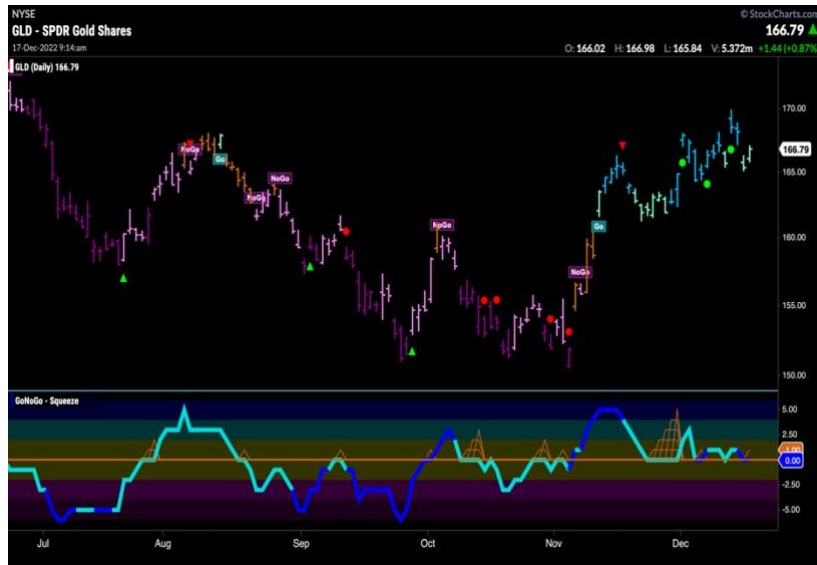 NYSE
© StockCharts.com
GLD - SPDR Gold Shares
166.79
17-Dec-2022 9:14am
O: 166.02 H: 166.98 L: 165.84 V: 5.372m +1.44 (+0.87%)
GLD (Daily) 166.79
170.00
NoGo
Go
166.79
165.00
NoGo
NoGo
160.00
NoGo
Go
NoGo
155.00
150.00
GoNoGo - Squeeze
5.00
2.50
1.00
0.00
-2.50
-5.00
Jul Aug Sep Oct Nov Dec